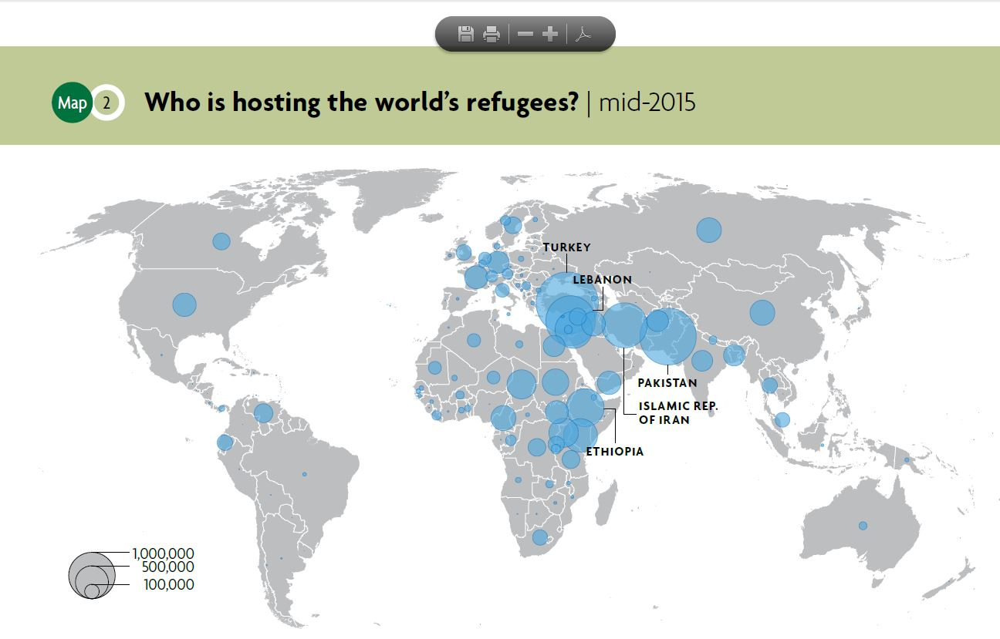 Map 2 Who is hosting the world's refugees? | mid-2015
TURKEY
LEBANON
PAKISTAN
ISLAMIC REP.
OF IRAN
ETHIOPIA
1,000,000
500,000
100,000